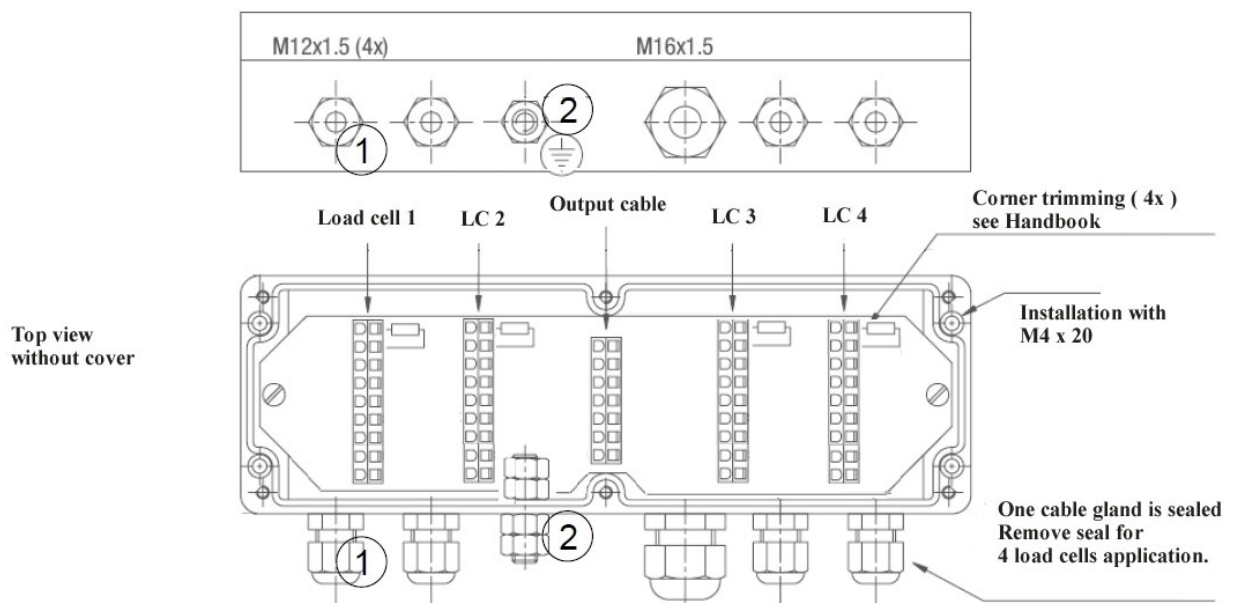 M12x1.5 (4x)
M16x1.5
1
2
Load cell 1
LC 2
Output cable
LC 3
LC 4
Corner trimming ( 4x )
see Handbook
Top view
without cover
Installation with
M4 x 20
1
2
One cable gland is sealed
Remove seal for
4 load cells application.